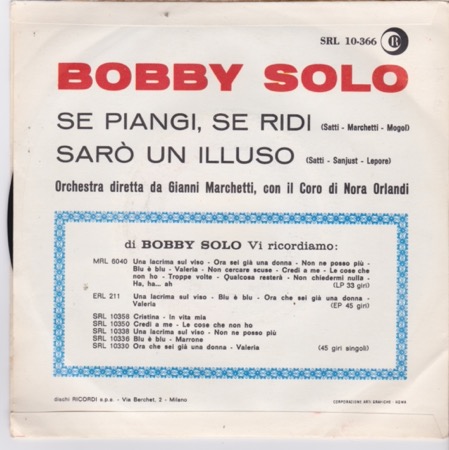 SRL 10-366 R
BOBBY SOLO
SE PIANGI, SE RIDI (Satti - Marchetti - Mogol)
SARÒ UN ILLUSO (Satti - Sanjust - Lepore)
Orchestra diretta da Gianni Marchetti, con il Coro di Nora Orlandi
di BOBBY SOLO Vi ricordiamo:
MRL 6040 Una lacrima sul viso - Ora sei già una donna - Non ne posso più -
Blu è blu - Valeria - Non cercare scuse - Credi a me - Le cose che
non ho - Troppe volte - Qualcosa resterà - Non chiedermi nulla -
Ha, ha... ah (LP 33 giri)
ERL 211 Una lacrima sul viso - Blu è blu - Ora che sei già una donna -
Valeria (EP 45 giri)
SRL 10358 Cristina - In vita mia
SRL 10350 Credi a me - Le cose che non ho
SRL 10338 Una lacrima sul viso - Non ne posso più
SRL 10336 Blu è blu - Marrone
SRL 10330 Ora che sei già una donna - Valeria (45 giri singoli)
dischi RICORDI s.p.a. - Via Berchet, 2 - Milano